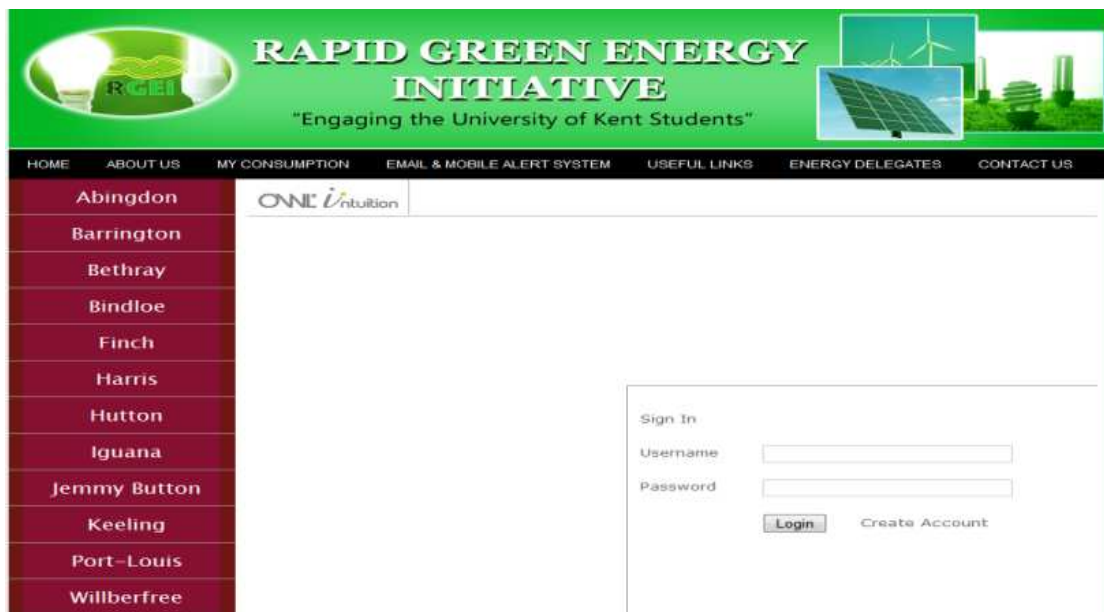 RGEI
RAPID GREEN ENERGY
INITIATIVE
"Engaging the University of Kent Students"
HOME ABOUT US MY CONSUMPTION EMAIL & MOBILE ALERT SYSTEM USEFUL LINKS ENERGY DELEGATES CONTACT US
Abingdon
Barrington
Bethray
Bindloe
Finch
Harris
Hutton
Iguana
Jemmy Button
Keeling
Port-Louis
Willberfree
OWL intuition
Sign In
Username
Password
Login Create Account